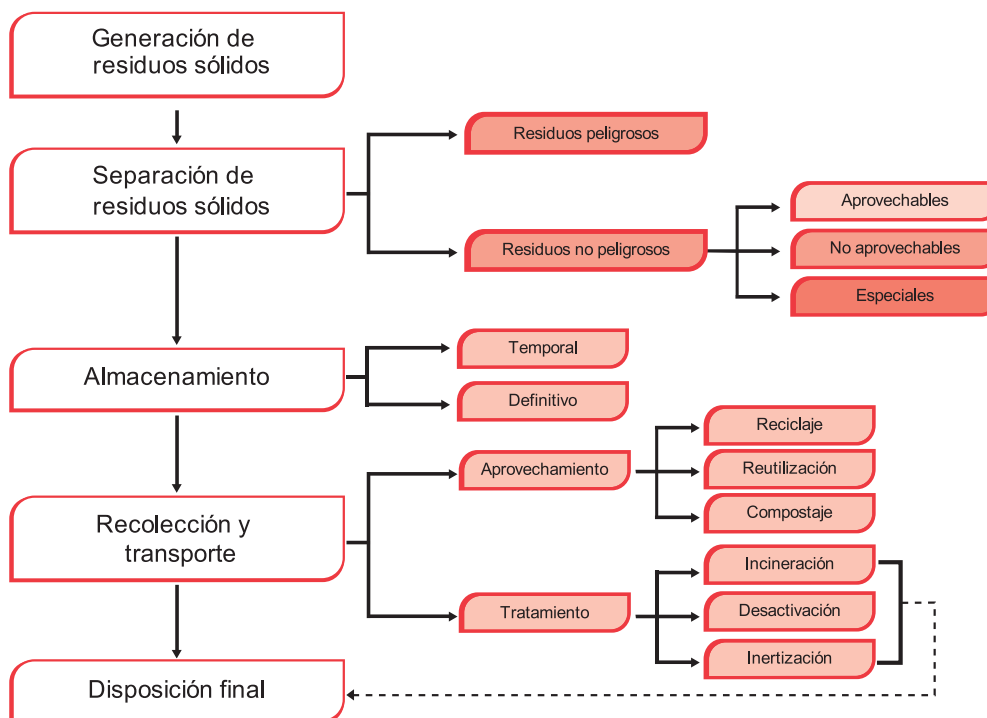 Generación de
residuos sólidos
Residuos peligrosos
Separación de
residuos sólidos
Aprovechables
Residuos no peligrosos
No aprovechables
Especiales
Temporal
Almacenamiento
Definitivo
Reciclaje
Aprovechamiento
Reutilización
Compostaje
Recolección y
transporte
Incineración
Tratamiento
Desactivación
Inertización
Disposición final